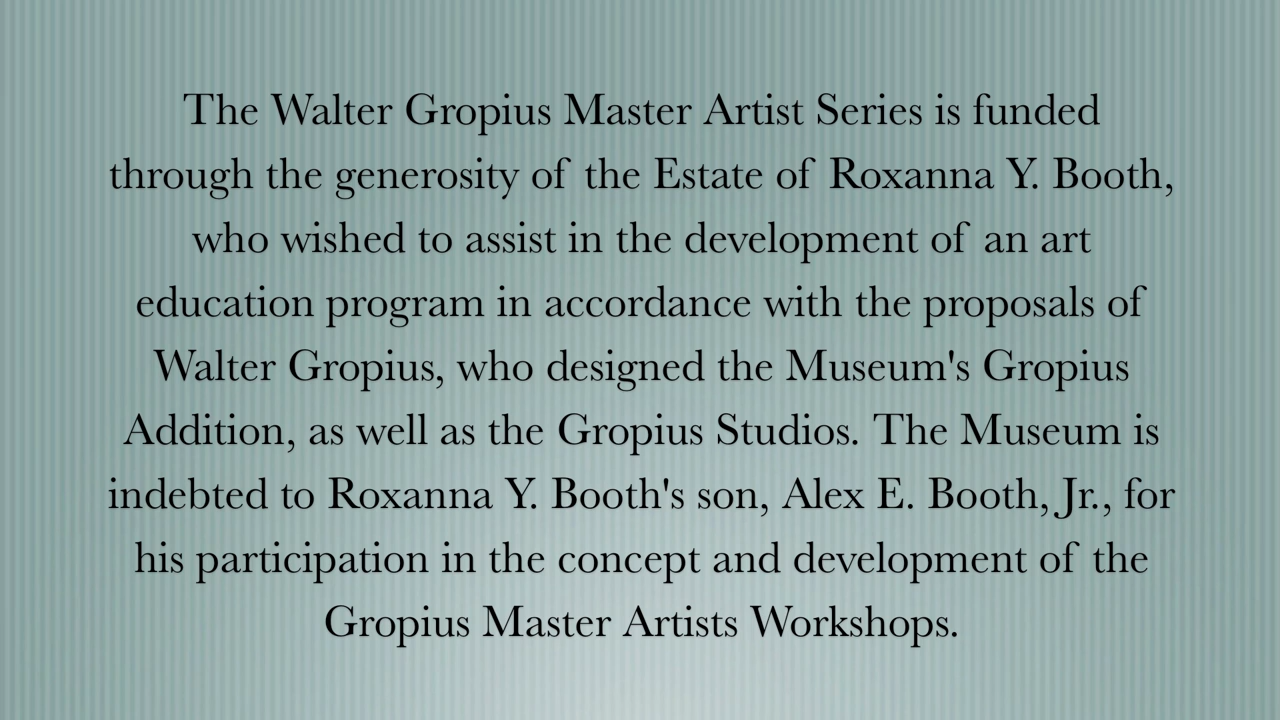 The Walter Gropius Master Artist Series is funded
through the generosity of the Estate of Roxanna Y. Booth,
who wished to assist in the development of an art
education program in accordance with the proposals of
Walter Gropius, who designed the Museum's Gropius
Addition, as well as the Gropius Studios. The Museum is
indebted to Roxanna Y. Booth's son, Alex E. Booth, Jr., for
his participation in the concept and development of the
Gropius Master Artists Workshops.